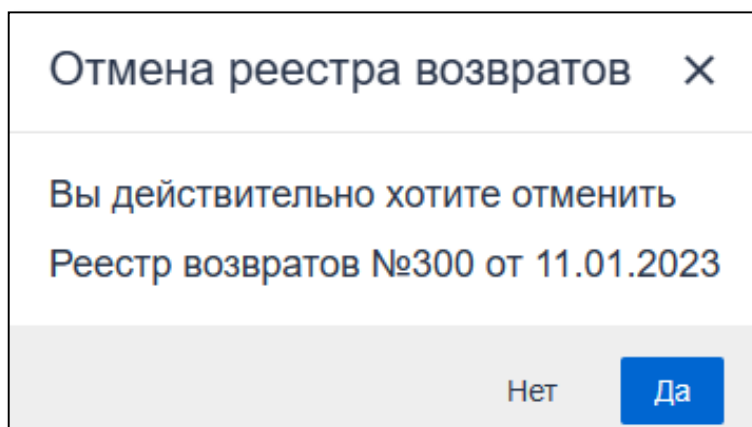 Отмена реестра возвратов
Вы действительно хотите отменить
Реестр возвратов №300 от 11.01.2023
Нет Да